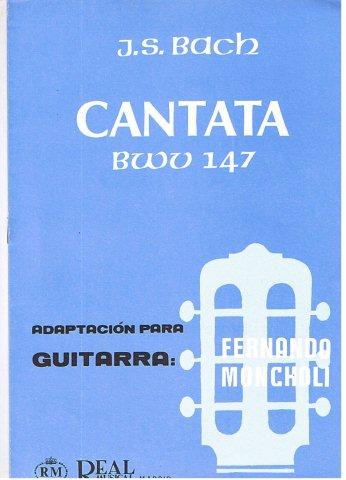 J.S. Bach
CANTATA
BWV 147
ADAPTACIÓN PARA
GUITARRA:
FERNANDO
MONCHOLI
RM
REAL
MUSICAL MADRID